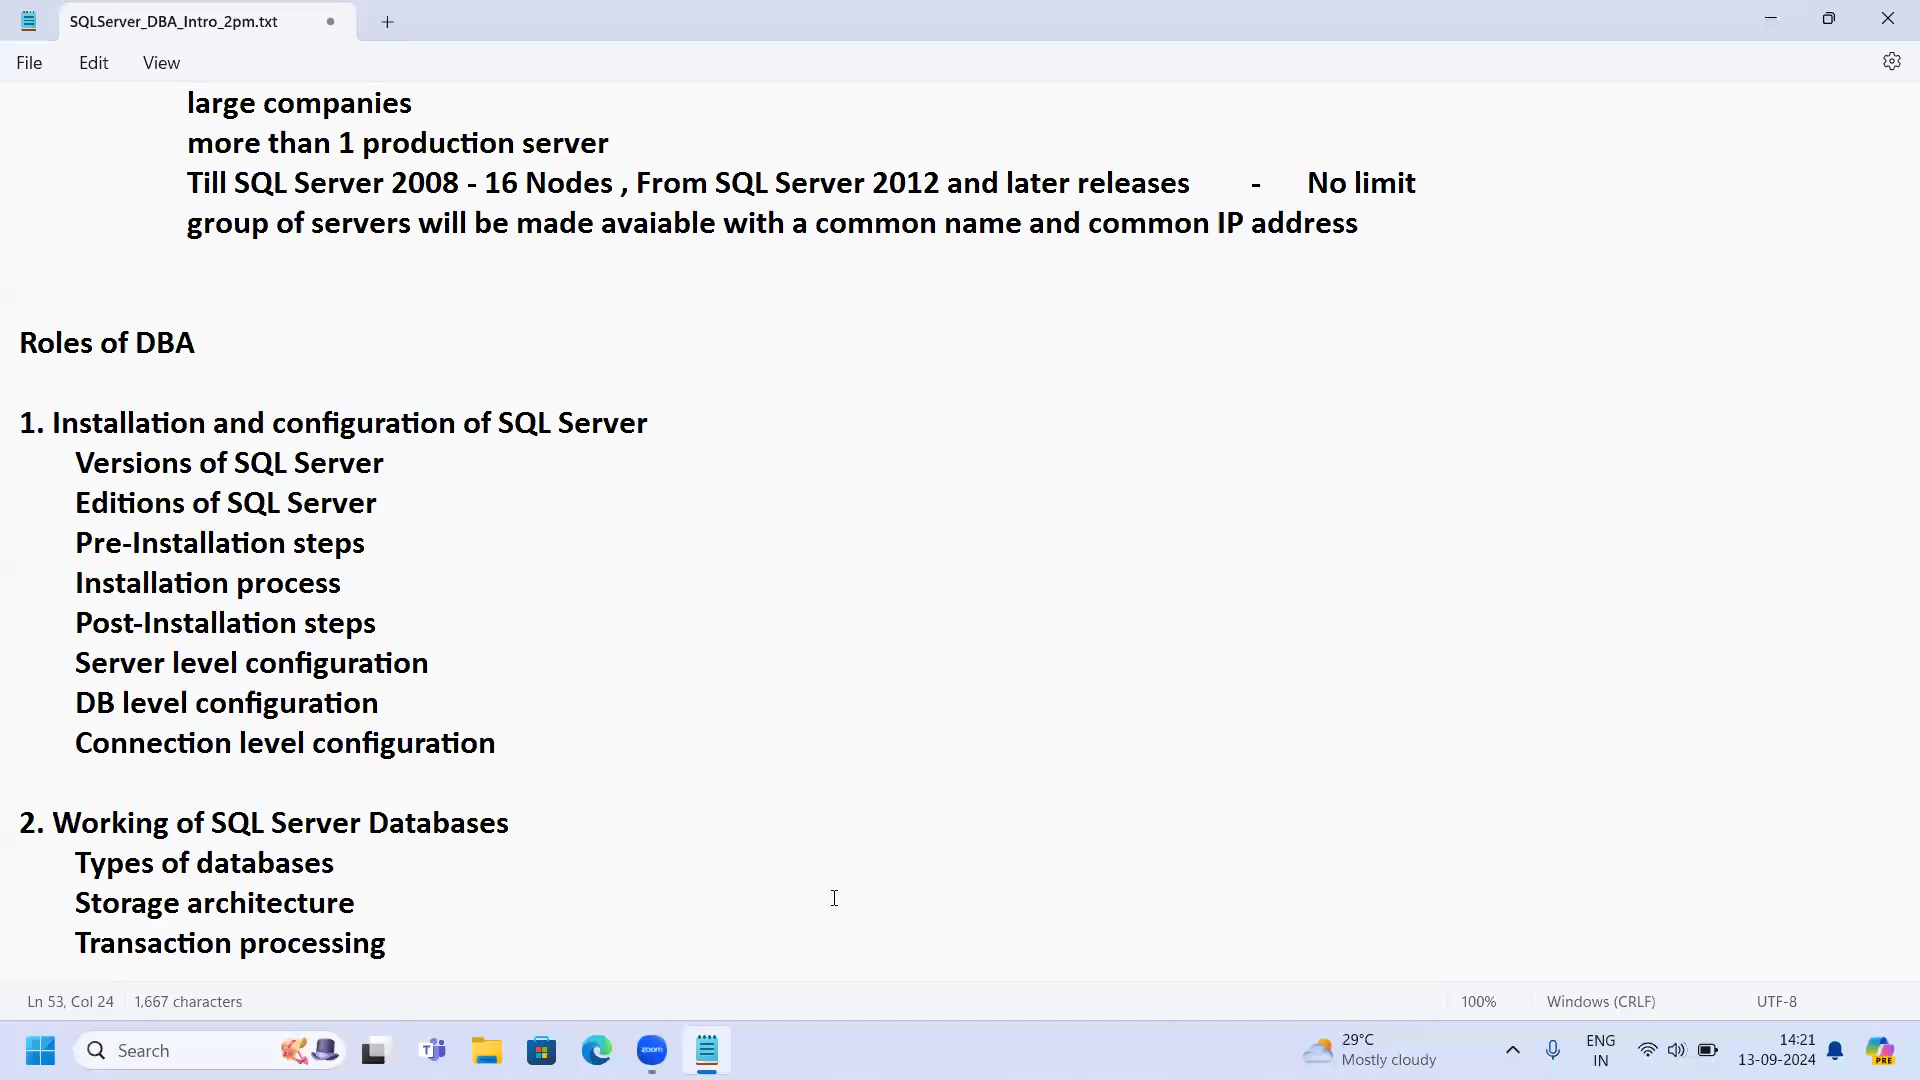 SQLServer_DBA_Intro_2pm.txt
File Edit View
large companies
more than 1 production server
Till SQL Server 2008 - 16 Nodes , From SQL Server 2012 and later releases - No limit
group of servers will be made avaiable with a common name and common IP address
Roles of DBA
1. Installation and configuration of SQL Server
Versions of SQL Server
Editions of SQL Server
Pre-Installation steps
Installation process
Post-Installation steps
Server level configuration
DB level configuration
Connection level configuration
2. Working of SQL Server Databases
Types of databases
Storage architecture
Transaction processing
Ln 53, Col 24 1,667 characters 100% Windows (CRLF) UTF-8
Search zoom 29°C ENG 14:21
Mostly cloudy IN 13-09-2024 PRE